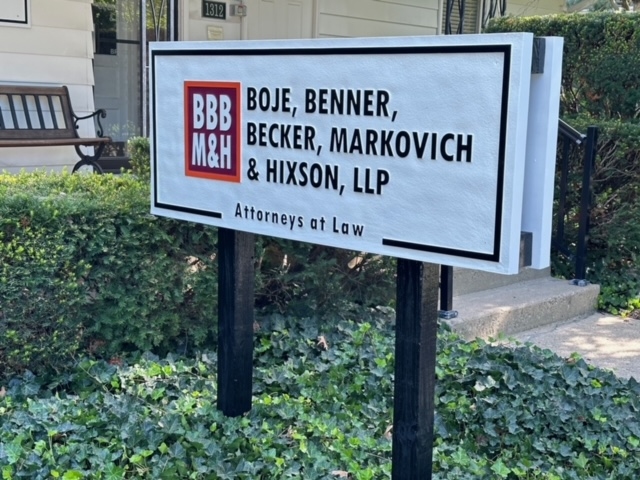 1312
BBB
M&H
BOJE, BENNER,
BECKER, MARKOVICH
& HIXSON, LLP
Attorneys at Law